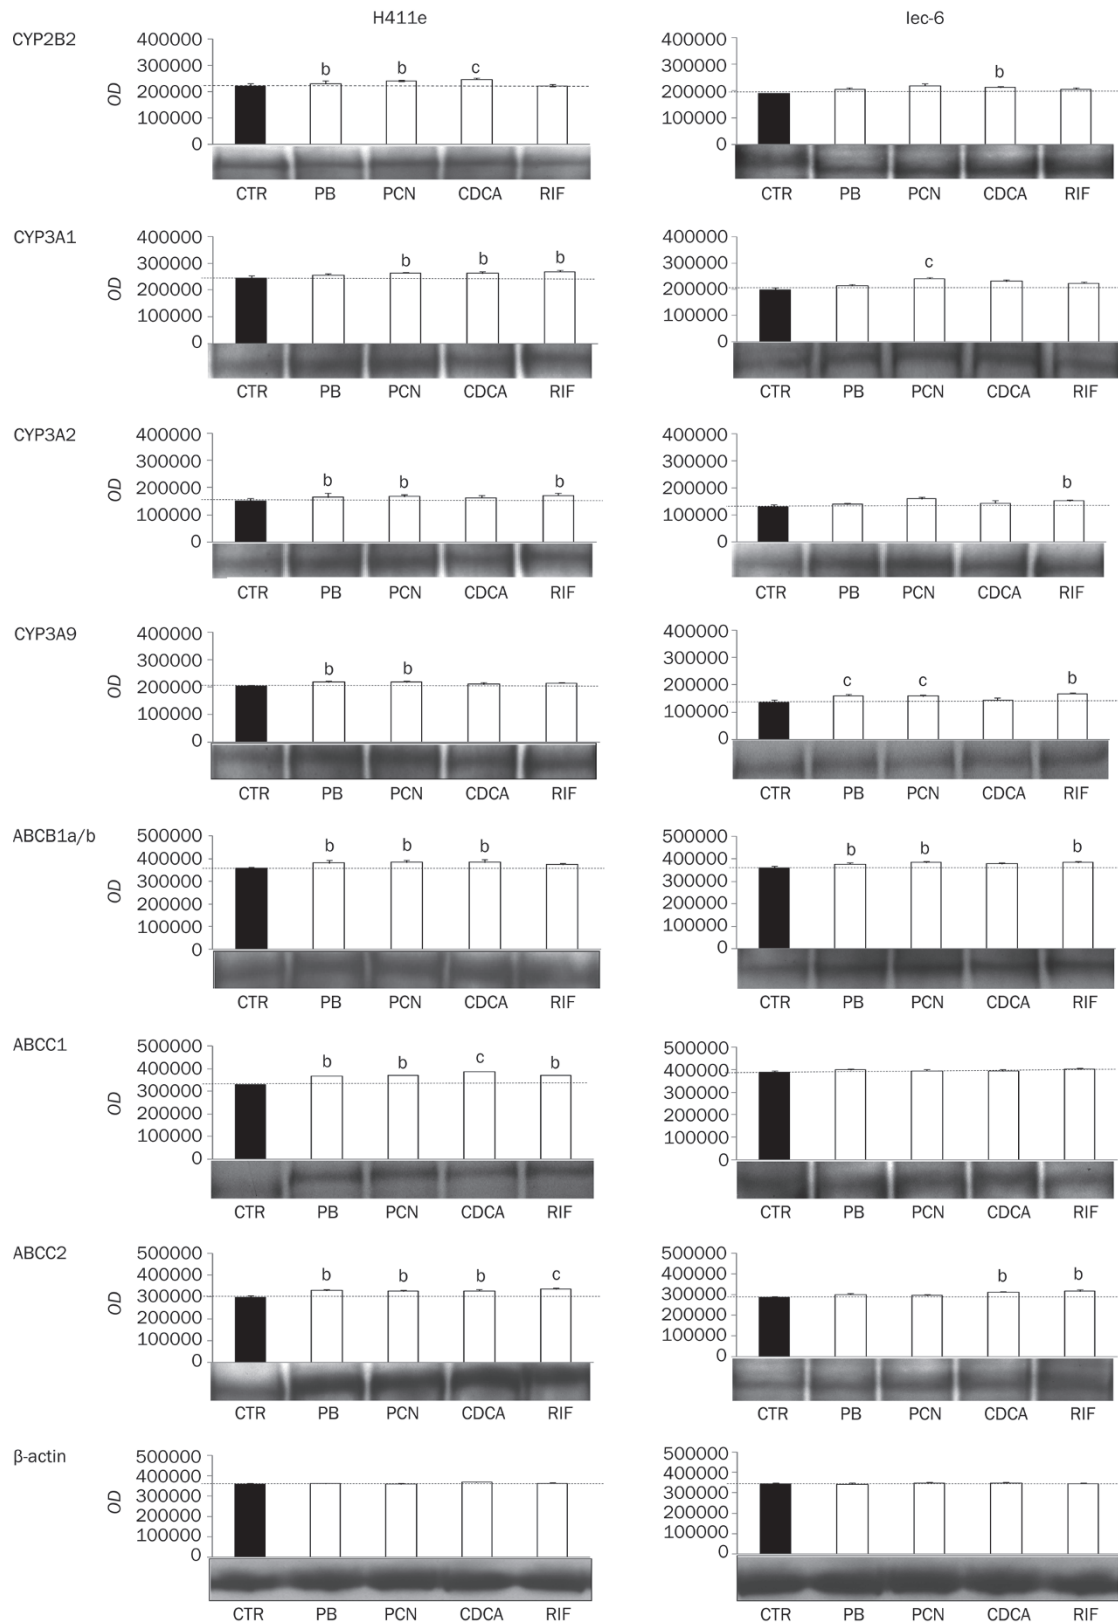 H411e Iec-6
CYP2B2
400000 400000
b b c b
300000 300000
OD 200000 200000
100000 100000
0 0
CTR PB PCN CDCA RIF CTR PB PCN CDCA RIF
CYP3A1
400000 400000
b b b c
300000 300000
OD 200000 200000
100000 100000
0 0
CTR PB PCN CDCA RIF CTR PB PCN CDCA RIF
CYP3A2
400000 400000
300000 300000
b b b b
OD 200000 200000
100000 100000
0 0
CTR PB PCN CDCA RIF CTR PB PCN CDCA RIF
CYP3A9
400000 400000
300000 300000
b b c c b
OD 200000 200000
100000 100000
0 0
CTR PB PCN CDCA RIF CTR PB PCN CDCA RIF
ABCB1a/b
500000 500000
b b b b b b
400000 400000
OD 300000 300000
200000 200000
100000 100000
0 0
CTR PB PCN CDCA RIF CTR PB PCN CDCA RIF
ABCC1
500000 500000
b b c b
400000 400000
OD 300000 300000
200000 200000
100000 100000
0 0
CTR PB PCN CDCA RIF CTR PB PCN CDCA RIF
ABCC2
500000 500000
b b b c b b
400000 400000
OD 300000 300000
200000 200000
100000 100000
0 0
CTR PB PCN CDCA RIF CTR PB PCN CDCA RIF
β-actin
500000 500000
400000 400000
OD 300000 300000
200000 200000
100000 100000
0 0
CTR PB PCN CDCA RIF CTR PB PCN CDCA RIF